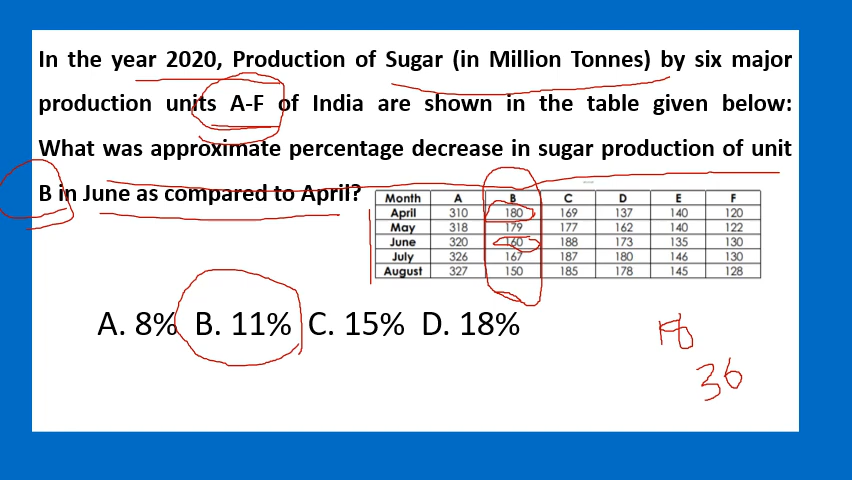 In the year 2020, Production of Sugar (in Million Tonnes) by six major
production units A-F of India are shown in the table given below:
What was approximate percentage decrease in sugar production of unit
B in June as compared to April?
Month A B C D E F
April 310 180 169 137 140 120
May 318 179 177 162 140 122
June 320 160 188 173 135 130
July 326 167 187 180 146 130
August 327 150 185 178 145 128
A. 8% B. 11% C. 15% D. 18%
18
36